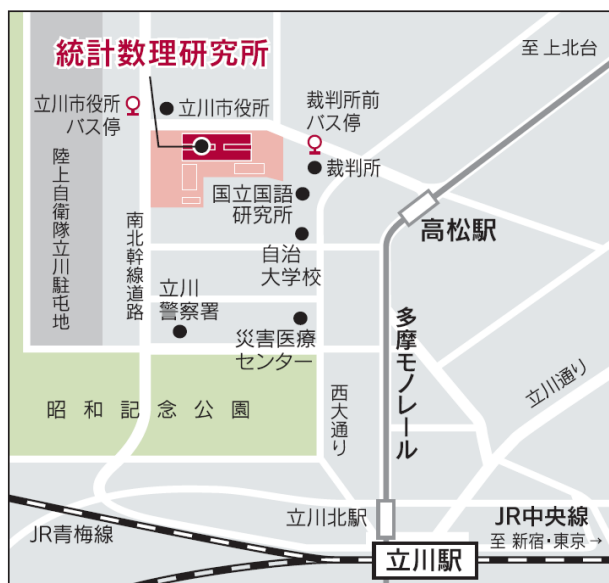 統計数理研究所
至 上北台
立川市役所
バス停
立川市役所
裁判所前
バス停
裁判所
国立国語
研究所
高松駅
陸上自衛隊立川駐屯地
南北幹線道路
自治
大学校
立川
警察署
災害医療
センター
多摩モノレール
昭和記念公園
西大通り
立川通り
立川北駅
JR中央線
至 新宿・東京→
JR青梅線
立川駅